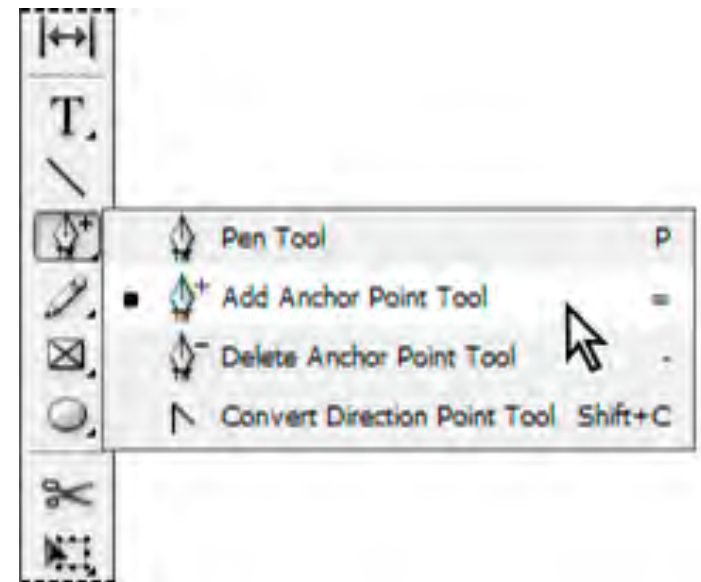 T
Pen Tool P
Add Anchor Point Tool =
Delete Anchor Point Tool -
Convert Direction Point Tool Shift+C